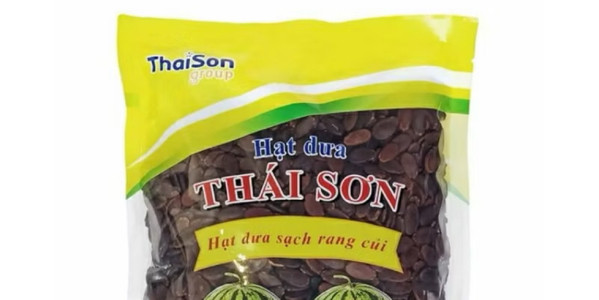 ThaiSon
group
Hạt dưa
THÁI SƠN
Hạt dưa sạch rang củi